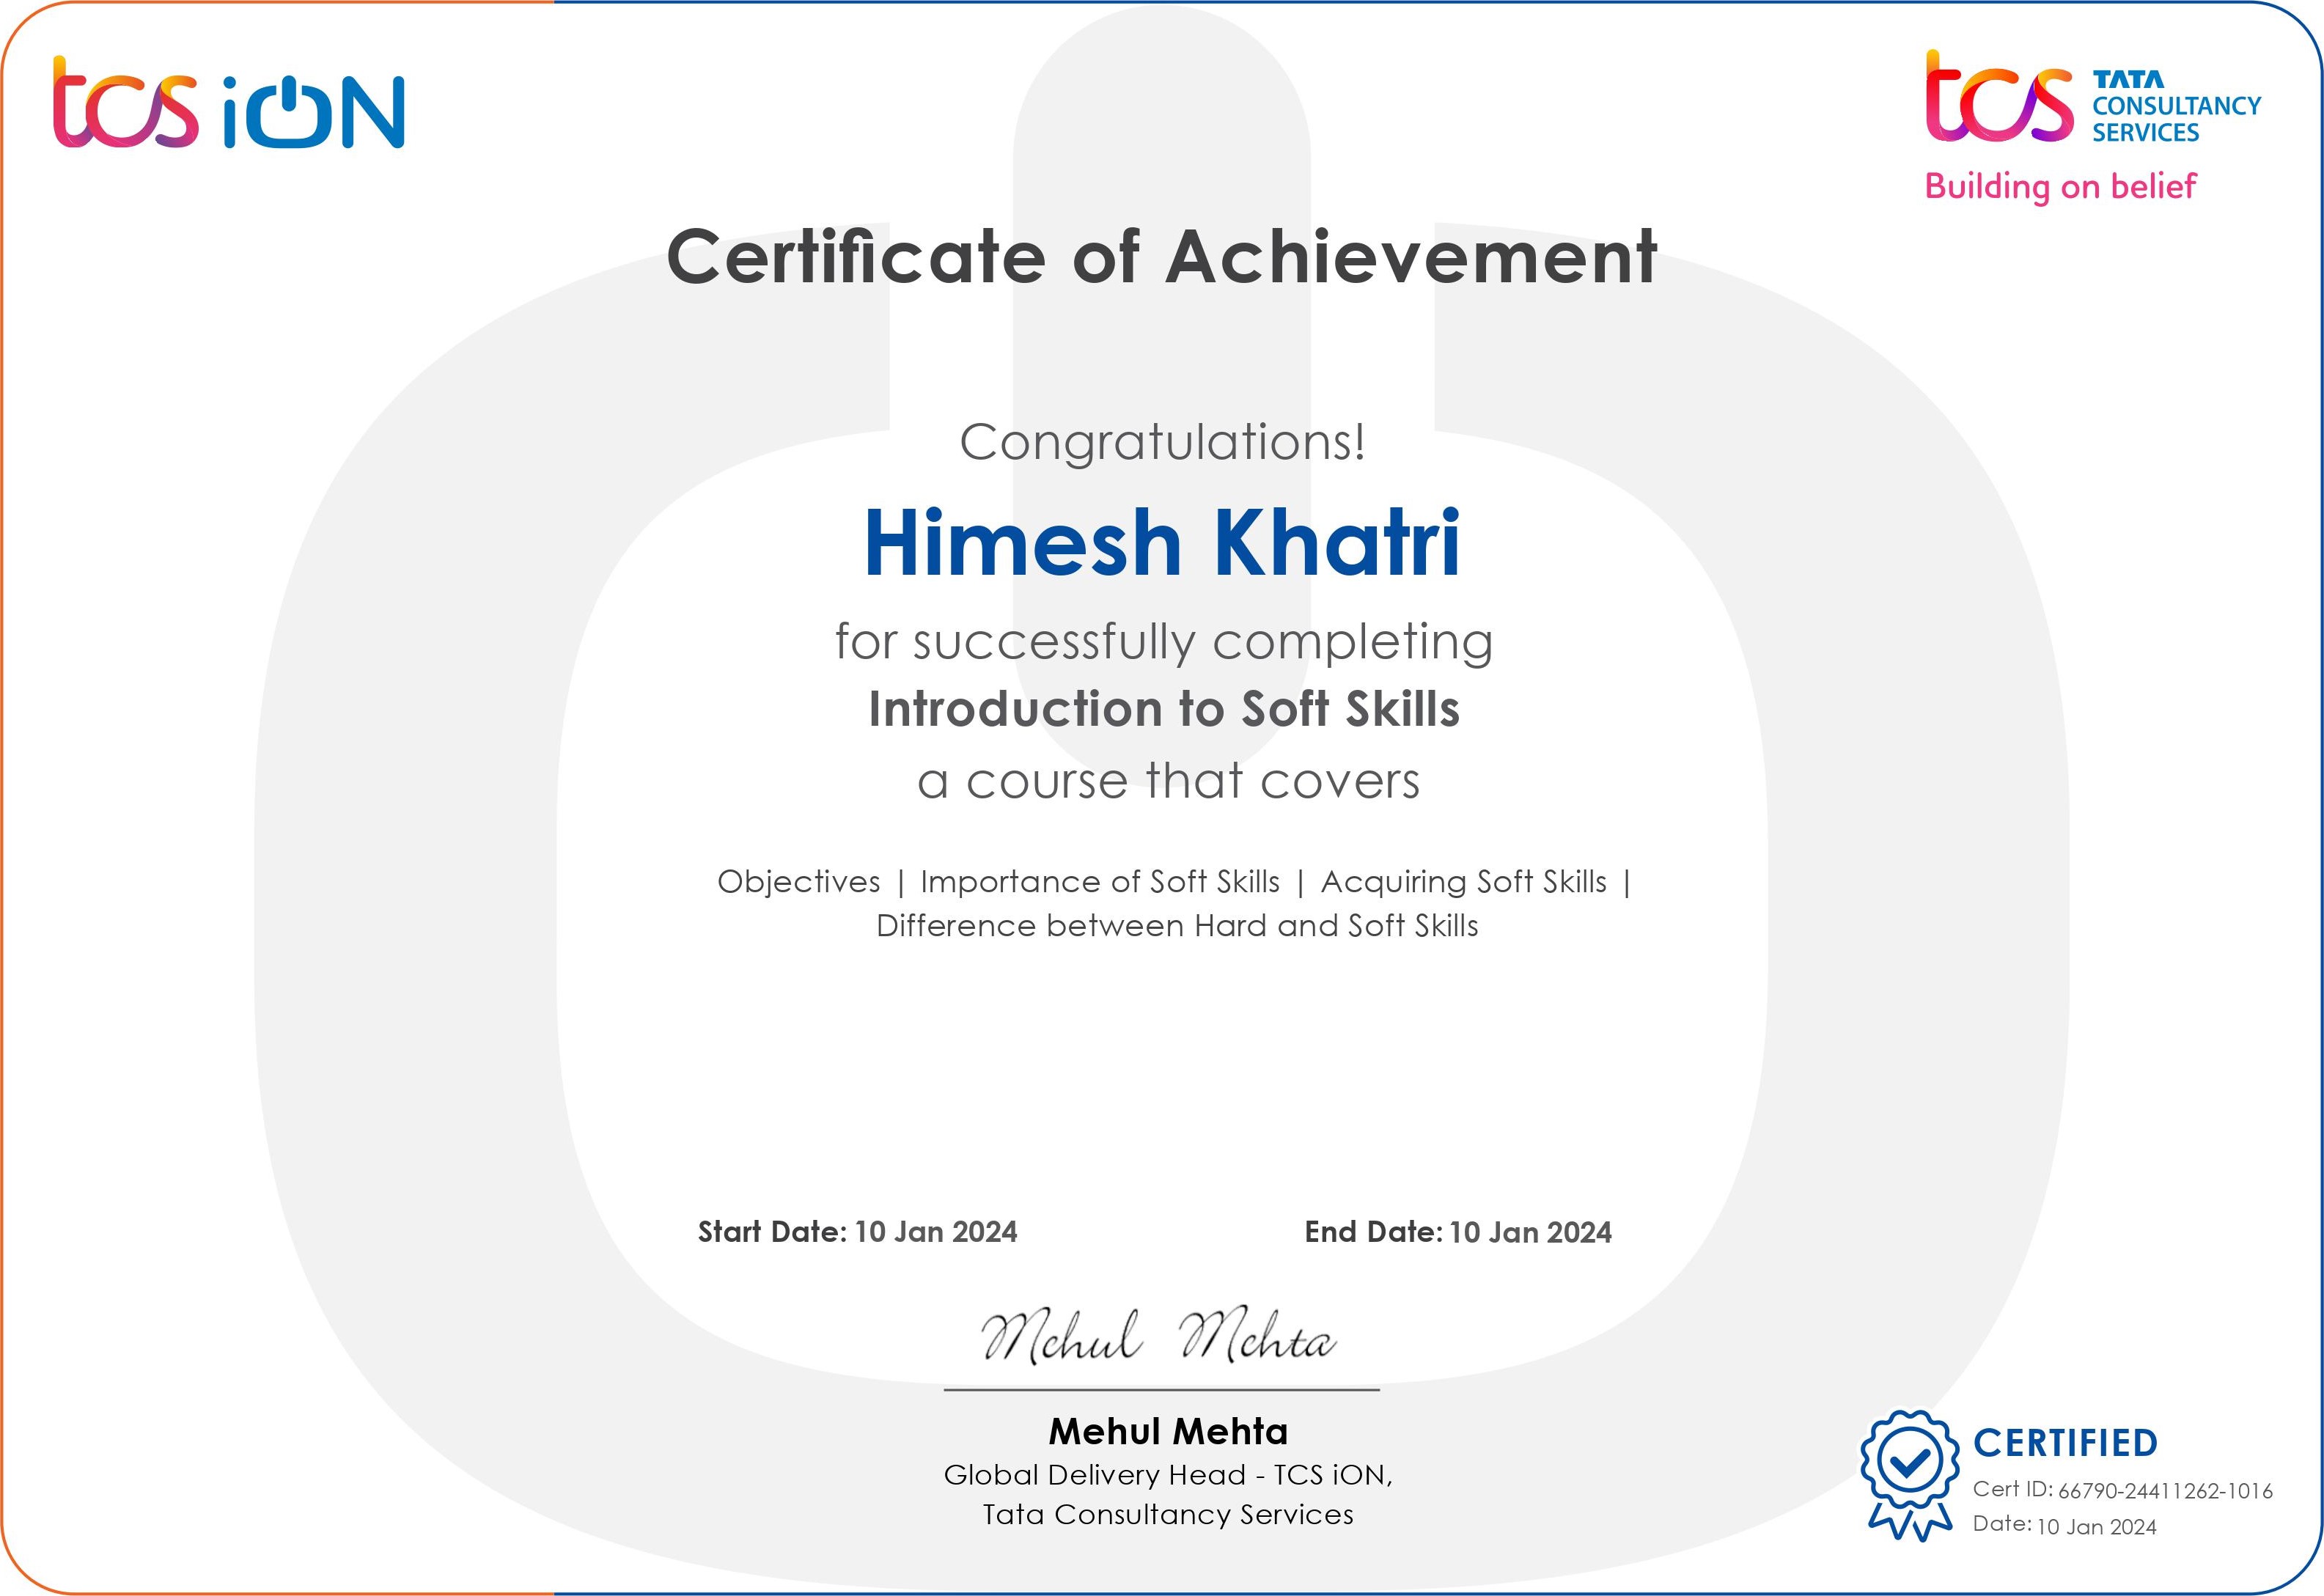 tcs iON
tcs TATA
CONSULTANCY
SERVICES
Building on belief
Certificate of Achievement
Congratulations!
Himesh Khatri
for successfully completing
Introduction to Soft Skills
a course that covers
Objectives | Importance of Soft Skills | Acquiring Soft Skills |
Difference between Hard and Soft Skills
Start Date: 10 Jan 2024 End Date: 10 Jan 2024
Mehul Mehta
Mehul Mehta
Global Delivery Head - TCS iON,
Tata Consultancy Services
CERTIFIED
Cert ID: 66790-24411262-1016
Date: 10 Jan 2024